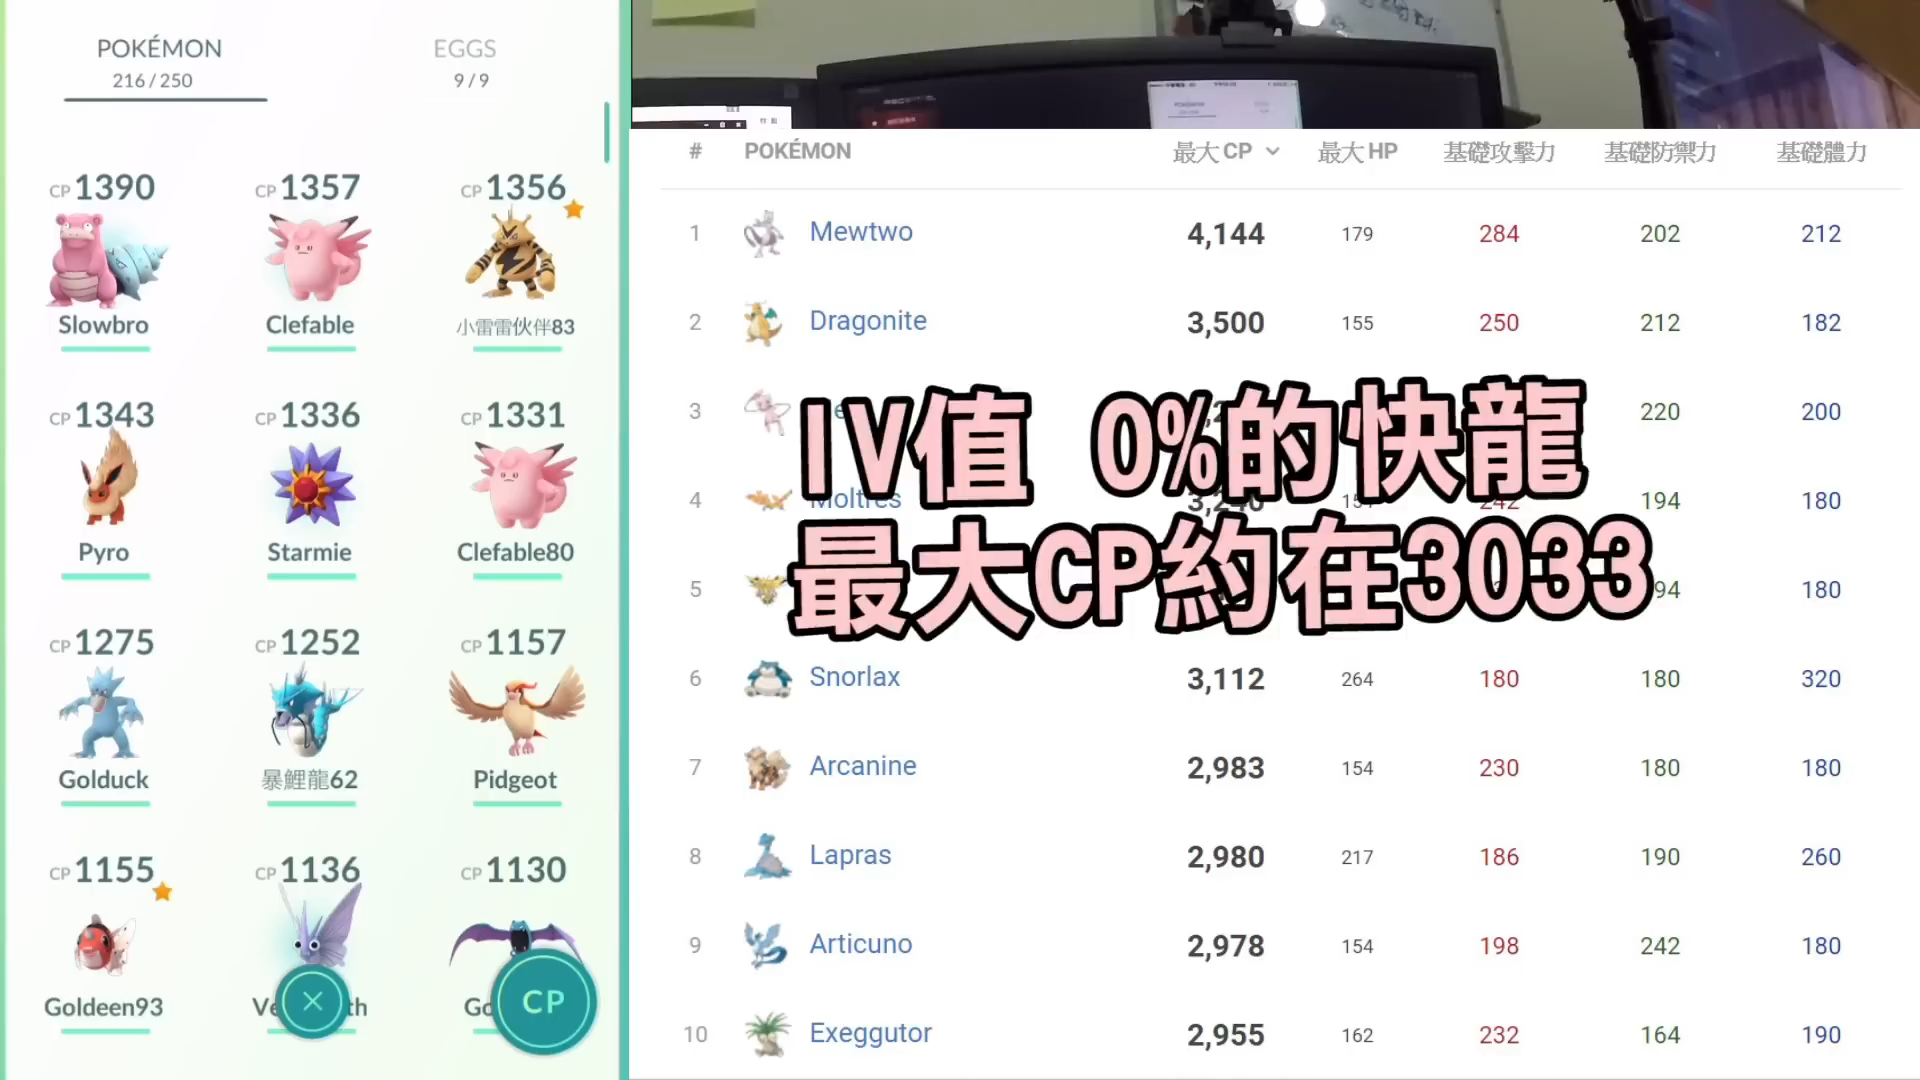 POKÉMON
216 / 250
EGGS
9 / 9
CP 1390
CP 1357
CP 1356
Slowbro
Clefable
小雷雷伙伴83
CP 1343
CP 1336
CP 1331
Pyro
Starmie
Clefable80
CP 1275
CP 1252
CP 1157
Golduck
暴鯉龍62
Pidgeot
CP 1155
CP 1136
CP 1130
Goldeen93
CP
# POKÉMON 最大 CP 最大 HP 基礎攻擊力 基礎防禦力 基礎體力
1 Mewtwo 4,144 179 284 202 212
2 Dragonite 3,500 155 250 212 182
3 220 200
4 Moltres 3,240 242 194 180
5 180
6 Snorlax 3,112 264 180 180 320
7 Arcanine 2,983 154 230 180 180
8 Lapras 2,980 217 186 190 260
9 Articuno 2,978 154 198 242 180
10 Exeggutor 2,955 162 232 164 190
IV值 0%的快龍
最大CP約在3033